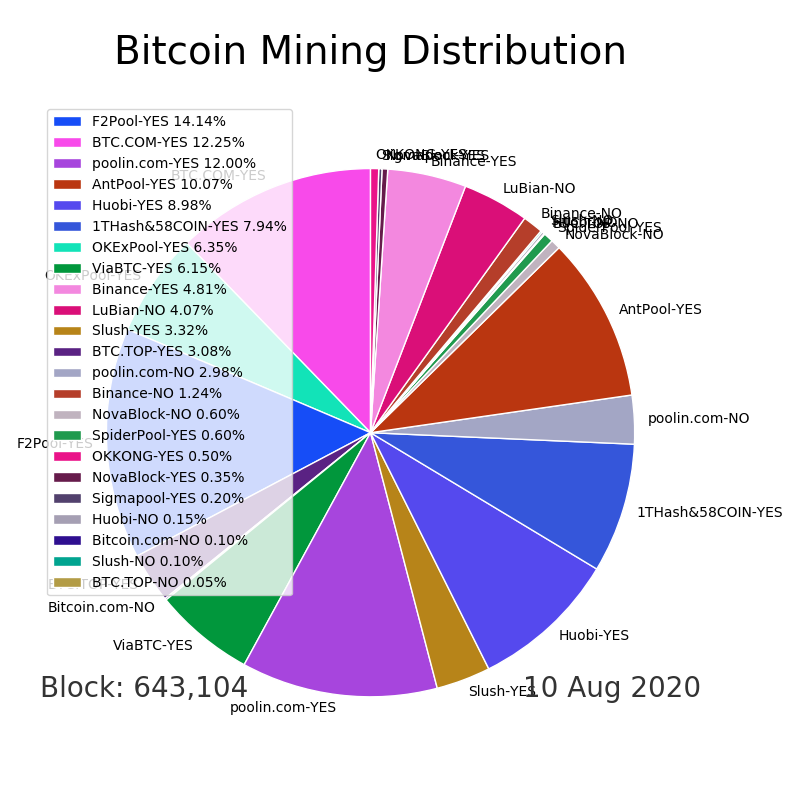 Bitcoin Mining Distribution
F2Pool-YES 14.14%
BTC.COM-YES 12.25%
poolin.com-YES 12.00%
AntPool-YES 10.07%
Huobi-YES 8.98%
1THash&58COIN-YES 7.94%
OKExPool-YES 6.35%
ViaBTC-YES 6.15%
Binance-YES 4.81%
LuBian-NO 4.07%
Slush-YES 3.32%
BTC.TOP-YES 3.08%
poolin.com-NO 2.98%
Binance-NO 1.24%
NovaBlock-NO 0.60%
SpiderPool-YES 0.60%
OKKONG-YES 0.50%
NovaBlock-YES 0.35%
Sigmapool-YES 0.20%
Huobi-NO 0.15%
Bitcoin.com-NO 0.10%
Slush-NO 0.10%
BTC.TOP-NO 0.05%
OKKONG-YES
Binance-YES
LuBian-NO
Binance-NO
SpiderPool-YES
NovaBlock-NO
AntPool-YES
poolin.com-NO
1THash&58COIN-YES
Huobi-YES
Slush-YES
poolin.com-YES
ViaBTC-YES
Bitcoin.com-NO
BTC.TOP-YES
F2Pool-YES
OKExPool-YES
BTC.COM-YES
Block: 643,104
10 Aug 2020